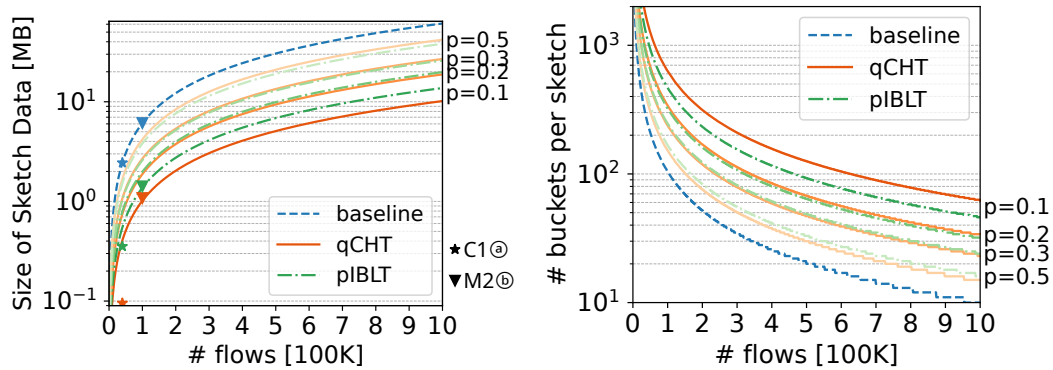 Size of Sketch Data [MB]
10¹
10⁰
10⁻¹
0 1 2 3 4 5 6 7 8 9 10
# flows [100K]
p=0.5
p=0.3
p=0.2
p=0.1
baseline
qCHT
pIBLT
★C1ⓐ
▼M2ⓑ
# buckets per sketch
10³
10²
10¹
0 1 2 3 4 5 6 7 8 9 10
# flows [100K]
baseline
qCHT
pIBLT
p=0.1
p=0.2
p=0.3
p=0.5